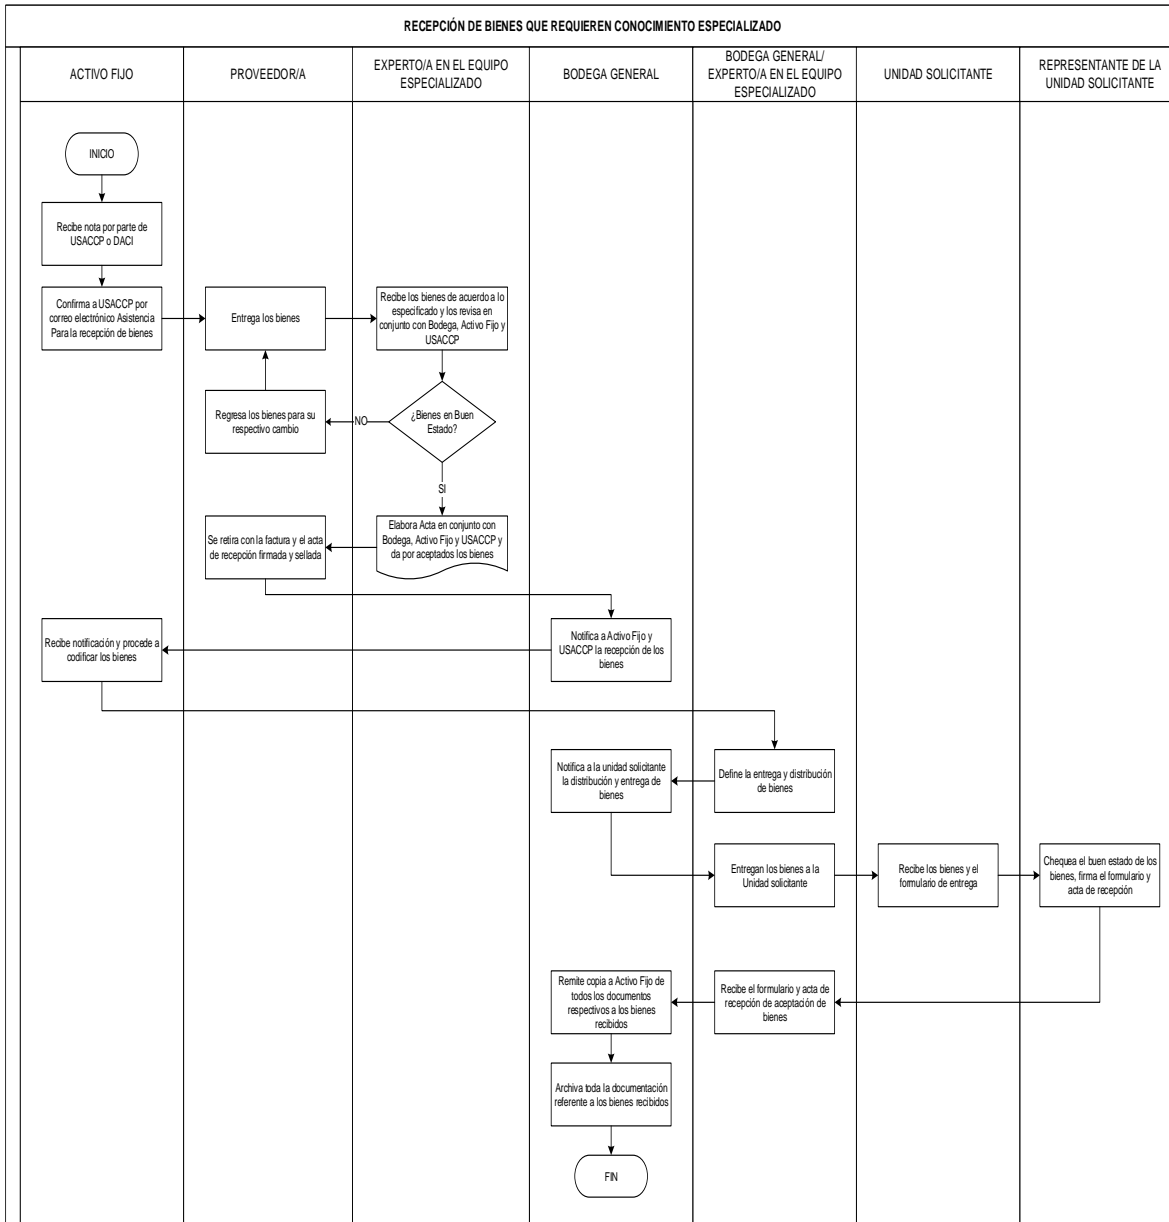 RECEPCIÓN DE BIENES QUE REQUIEREN CONOCIMIENTO ESPECIALIZADO
ACTIVO FIJO
PROVEEDOR/A
EXPERTO/A EN EL EQUIPO
ESPECIALIZADO
BODEGA GENERAL
BODEGA GENERAL/
EXPERTO/A EN EL EQUIPO
ESPECIALIZADO
UNIDAD SOLICITANTE
REPRESENTANTE DE LA
UNIDAD SOLICITANTE
INICIO
Recibe nota por parte de
USACCP o DACI
Confirma a USACCP por
correo electrónico Asistencia
Para la recepción de bienes
Entrega los bienes
Recibe los bienes de acuerdo a lo
especificado y los revisa en
conjunto con Bodega, Activo Fijo y
USACCP
Regresa los bienes para su
respectivo cambio
NO
¿Bienes en Buen
Estado?
SI
Se retira con la factura y el acta
de recepción firmada y sellada
Elabora Acta en conjunto con
Bodega, Activo Fijo y USACCP y
da por aceptados los bienes
Recibe notificación y procede a
codificar los bienes
Notifica a Activo Fijo y
USACCP la recepción de los
bienes
Notifica a la unidad solicitante
la distribución y entrega de
bienes
Define la entrega y distribución
de bienes
Entregan los bienes a la
Unidad solicitante
Recibe los bienes y el
formulario de entrega
Chequea el buen estado de los
bienes, firma el formulario y
acta de recepción
Remite copia a Activo Fijo de
todos los documentos
respectivos a los bienes
recibidos
Recibe el formulario y acta de
recepción de aceptación de
bienes
Archiva toda la documentación
referente a los bienes recibidos
FIN